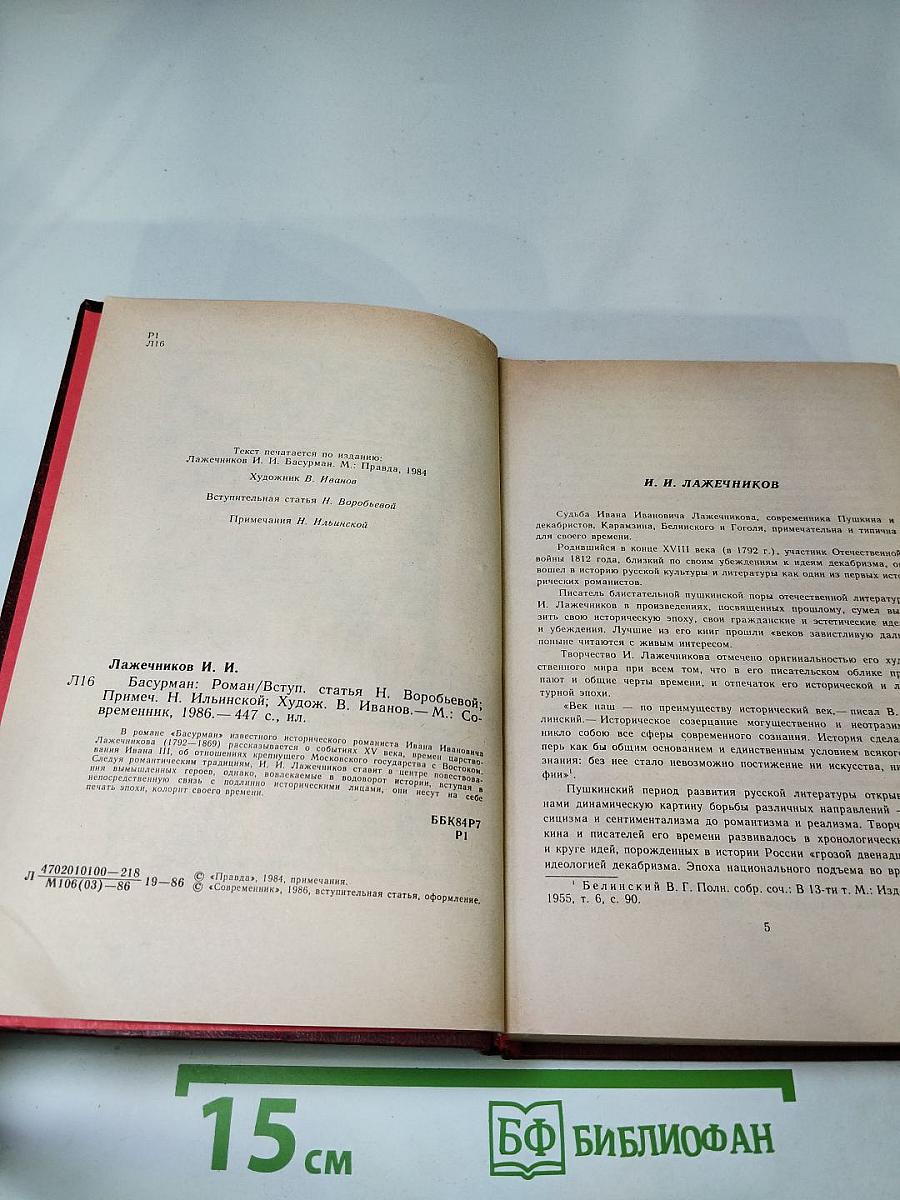 Р1
Л16
Текст печатается по изданию:
Лажечников И. И. Басурман. М.: Правда, 1984
Художник В. Иванов
Вступительная статья Н. Воробьевой
Примечания Н. Ильинской
Лажечников И. И.
Л16 Басурман: Роман/Вступ. статья Н. Воробьевой;
Примеч. Н. Ильинской; Худож. В. Иванов.— М.: Со-
временник, 1986.— 447 с., ил.
В романе «Басурман» известного исторического романиста Ивана Ивановича
Лажечникова (1792—1869) рассказывается о событиях XV века, времен царство-
вания Ивана III, об отношениях крепнущего Московского государства с Востоком.
Следуя романтическим традициям, И. И. Лажечников ставит в центре повествова-
ния вымышленных героев, однако, вовлекаемые в водоворот истории, вступая в
непосредственную связь с подлинно историческими лицами, они несут на себе
печать эпохи, колорит своего времени.
ББК84Р7
Р1
Л 4702010100—218
М106(03)—86 19—86
© «Правда», 1984, примечания.
© «Современник», 1986, вступительная статья, оформление.
И. И. ЛАЖЕЧНИКОВ
Судьба Ивана Ивановича Лажечникова, современника Пушкина и
декабристов, Карамзина, Белинского и Гоголя, примечательна и типична
для своего времени.
Родившийся в конце XVIII века (в 1792 г.), участник Отечественной
войны 1812 года, близкий по своим убеждениям к идеям декабризма, он
вошел в историю русской культуры и литературы как один из первых исто
рических романистов.
Писатель блистательной пушкинской поры отечественной литератур
И. Лажечников в произведениях, посвященных прошлому, сумел вы
зить свою историческую эпоху, свои гражданские и эстетические идеа
и убеждения. Лучшие из его книг прошли «веков завистливую даль
поныне читаются с живым интересом.
Творчество И. Лажечникова отмечено оригинальностью его худ
ственного мира при всем том, что в его писательском облике пр
пают и общие черты времени, и отпечаток его исторической и л
турной эпохи.
«Век наш — по преимуществу исторический век,— писал В.
линский.— Историческое созерцание могущественно и неотразим
никло собою все сферы современного сознания. История сдела
перь как бы общим основанием и единственным условием всяког
знания: без нее стало невозможно постижение ни искусства, ни
фии»¹.
Пушкинский период развития русской литературы открыв
нами динамическую картину борьбы различных направлений —
сицизма и сентиментализма до романтизма и реализма. Творч
кина и писателей его времени развивалось в хронологически
и круге идей, порожденных в истории России «грозой двенадц
идеологией декабризма. Эпоха национального подъема во вр
¹ Белинский В. Г. Полн. собр. соч.: В 13-ти т. М.: Изд
1955, т. 6, с. 90.
5
15 см
БФ БИБЛИОФАН